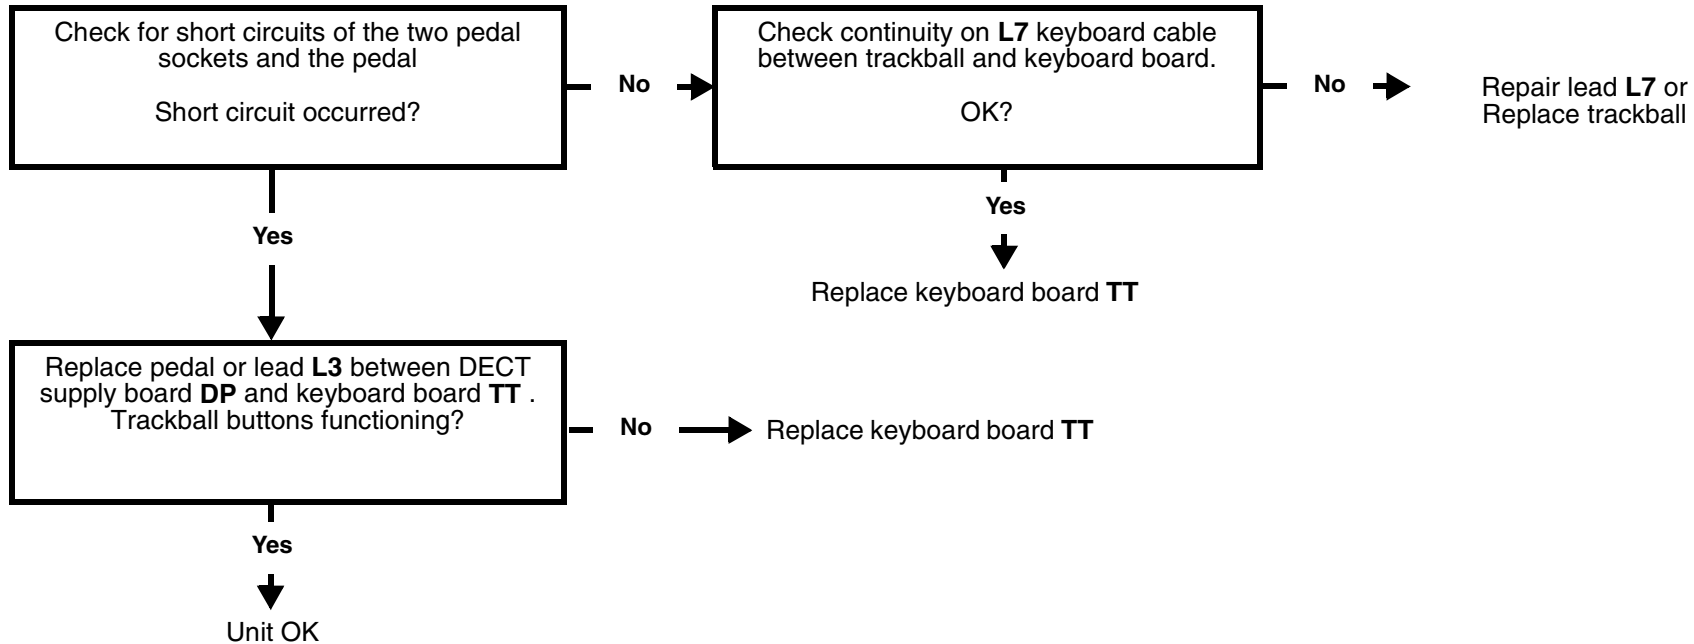 Check for short circuits of the two pedal
sockets and the pedal
Short circuit occurred?
No
Check continuity on L7 keyboard cable
between trackball and keyboard board.
OK?
No
Repair lead L7 or
Replace trackball
Yes
Replace keyboard board TT
Yes
Replace pedal or lead L3 between DECT
supply board DP and keyboard board TT .
Trackball buttons functioning?
No
Replace keyboard board TT
Yes
Unit OK